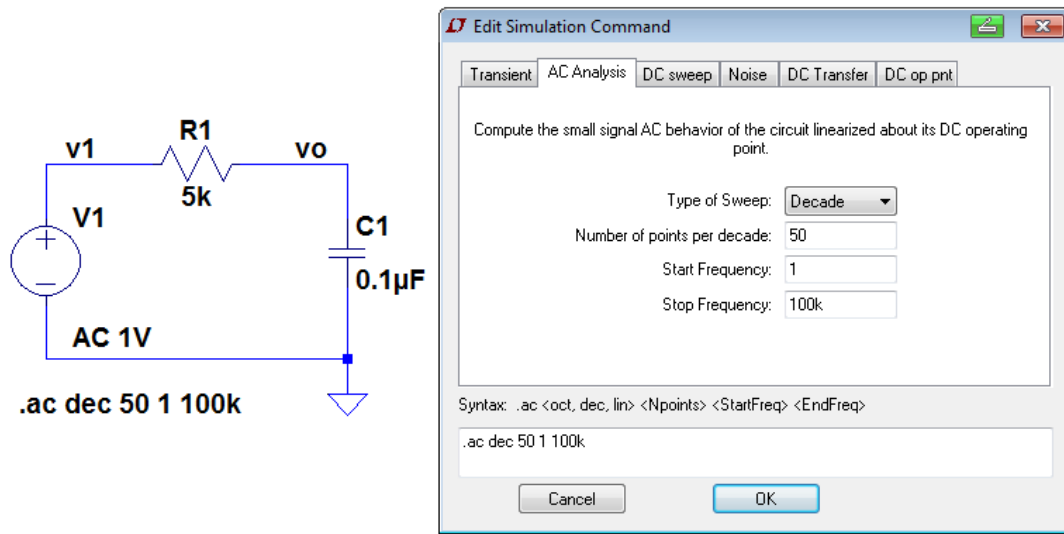 R1
v1
vo
5k
V1
C1
0.1µF
AC 1V
.ac dec 50 1 100k
Edit Simulation Command
Transient AC Analysis DC sweep Noise DC Transfer DC op pnt
Compute the small signal AC behavior of the circuit linearized about its DC operating
point.
Type of Sweep: Decade
Number of points per decade: 50
Start Frequency: 1
Stop Frequency: 100k
Syntax: .ac <oct, dec, lin> <Npoints> <StartFreq> <EndFreq>
.ac dec 50 1 100k
Cancel OK